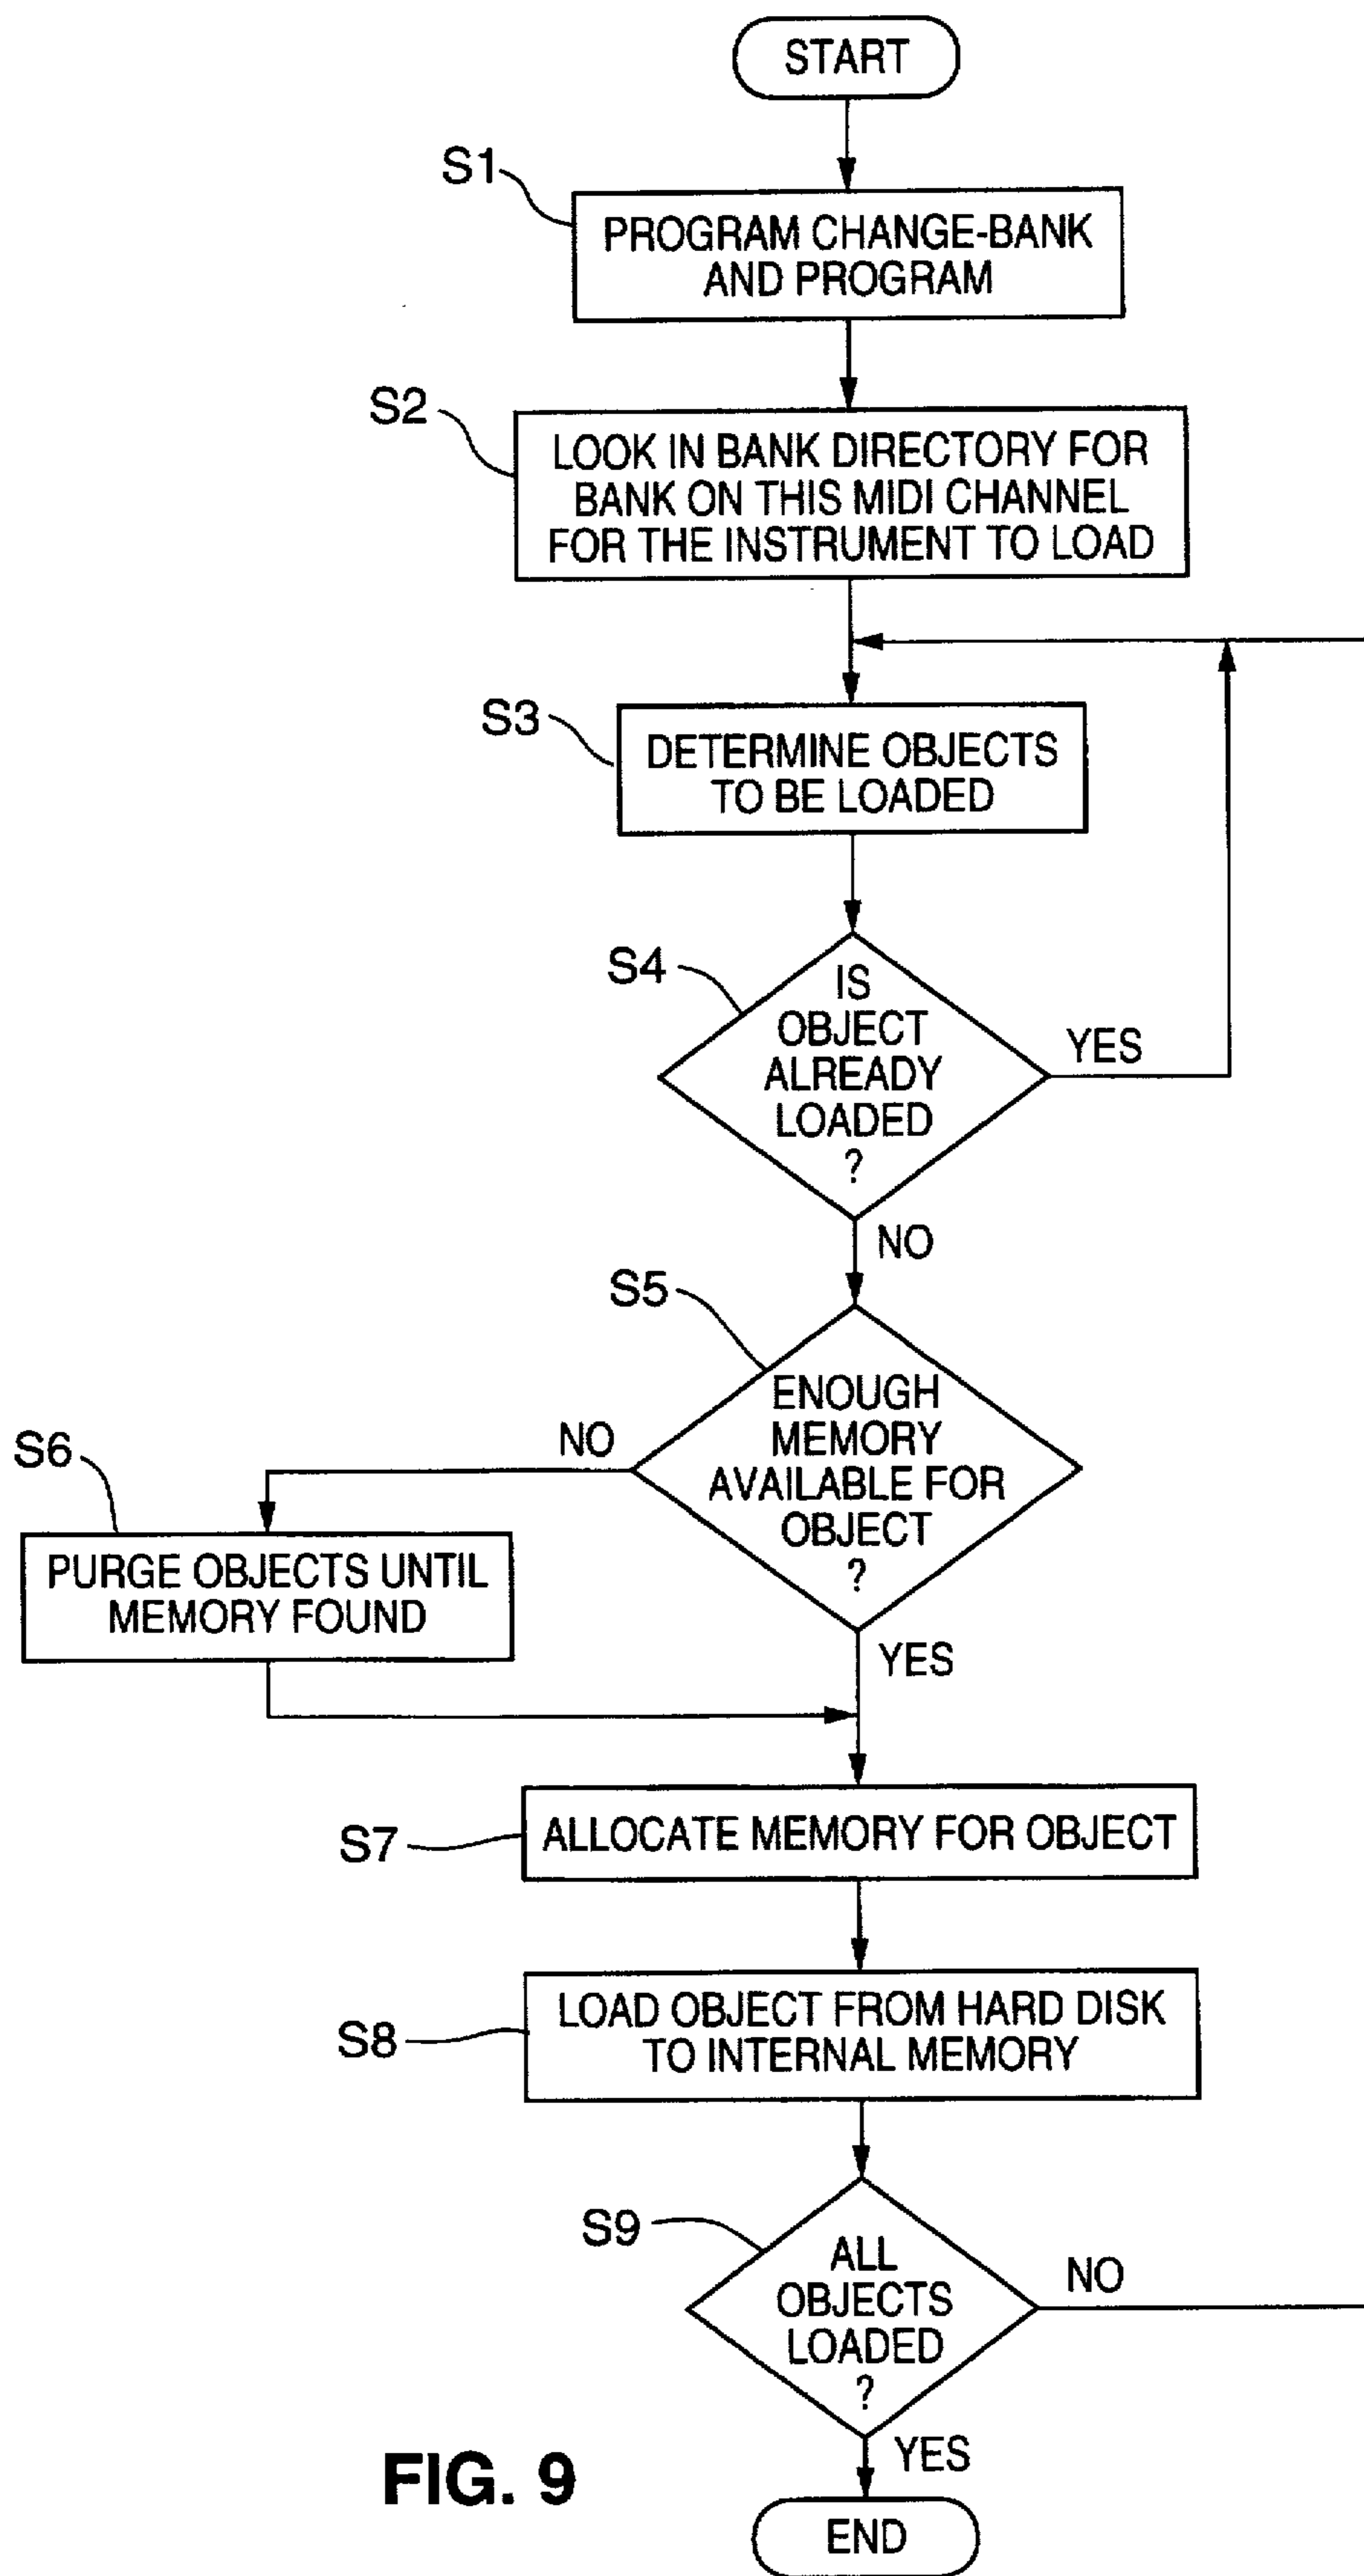 START
S1
PROGRAM CHANGE-BANK
AND PROGRAM
S2
LOOK IN BANK DIRECTORY FOR
BANK ON THIS MIDI CHANNEL
FOR THE INSTRUMENT TO LOAD
S3
DETERMINE OBJECTS
TO BE LOADED
S4
IS
OBJECT
ALREADY
LOADED
?
YES
NO
S5
ENOUGH
MEMORY
AVAILABLE FOR
OBJECT
?
NO
S6
PURGE OBJECTS UNTIL
MEMORY FOUND
YES
S7
ALLOCATE MEMORY FOR OBJECT
S8
LOAD OBJECT FROM HARD DISK
TO INTERNAL MEMORY
S9
ALL
OBJECTS
LOADED
?
NO
YES
FIG. 9
END